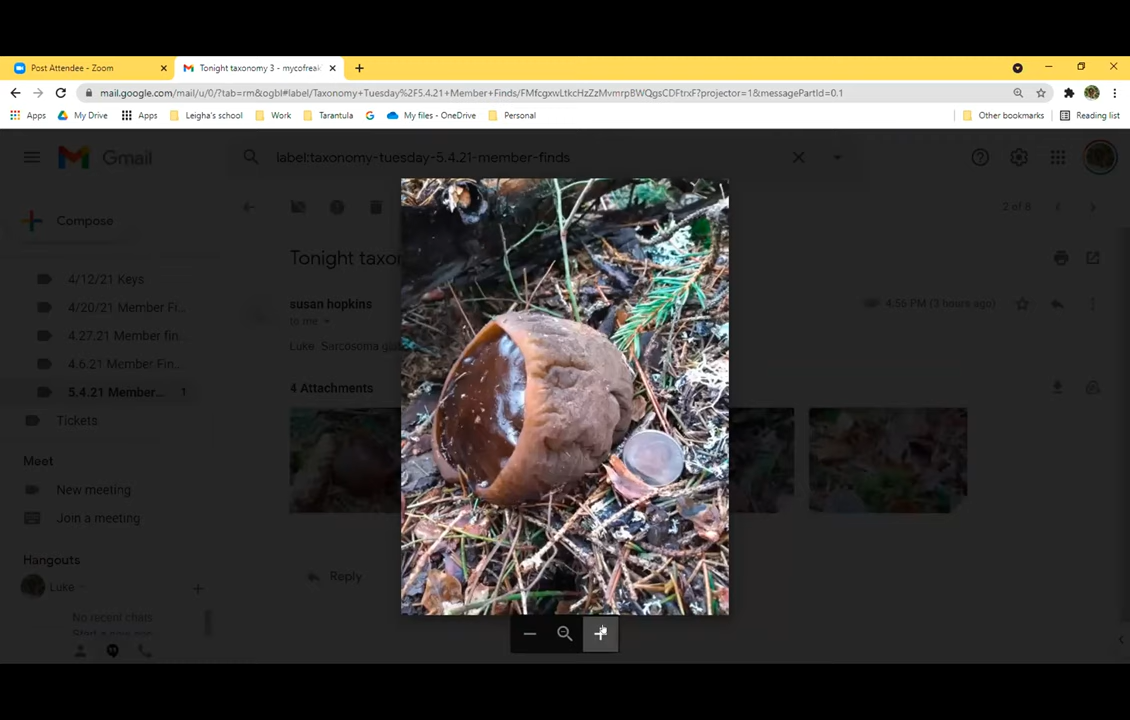 Post Attendee - Zoom
Tonight taxonomy 3 - mycofreak
mail.google.com/mail/u/0/?tab=rm&ogbl#label/Taxonomy+Tuesday%2F5.4.21+Member+Finds/FMfcgxwLtkcHzZzMvmrpBWQgsCDFtrxF?projector=1&messagePartId=0.1
Apps
My Drive
Apps
Leigha's school
Work
Tarantula
My files - OneDrive
Personal
Other bookmarks
Reading list
Gmail
label:taxonomy-tuesday-5.4.21-member-finds
Compose
2 of 8
Tonight taxor
4/12/21 Keys
susan hopkins
4:56 PM (3 hours ago)
4/20/21 Member Fi...
to me
4.27.21 Member fin...
Luke, Sarcosoma
4.6.21 Member Fin...
5.4.21 Member... 1
4 Attachments
Tickets
Meet
New meeting
Join a meeting
Hangouts
Reply
Luke
No recent chats